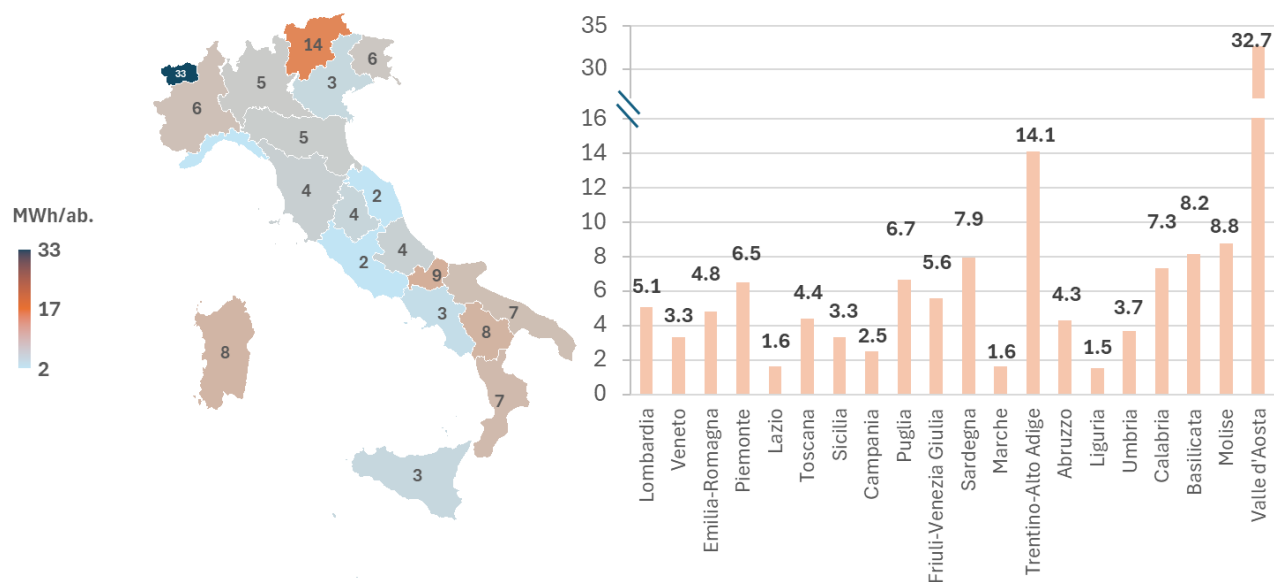 14
6
33
3
5
6
5
4
2
4
4
2
9
3
7
8
8
7
3
MWh/ab.
33
17
2
35
30
16
14
12
10
8
6
4
2
0
5.1
3.3
4.8
6.5
1.6
4.4
3.3
2.5
6.7
5.6
7.9
1.6
14.1
4.3
1.5
3.7
7.3
8.2
8.8
32.7
Lombardia
Veneto
Emilia-Romagna
Piemonte
Lazio
Toscana
Sicilia
Campania
Puglia
Friuli-Venezia Giulia
Sardegna
Marche
Trentino-Alto Adige
Abruzzo
Liguria
Umbria
Calabria
Basilicata
Molise
Valle d'Aosta